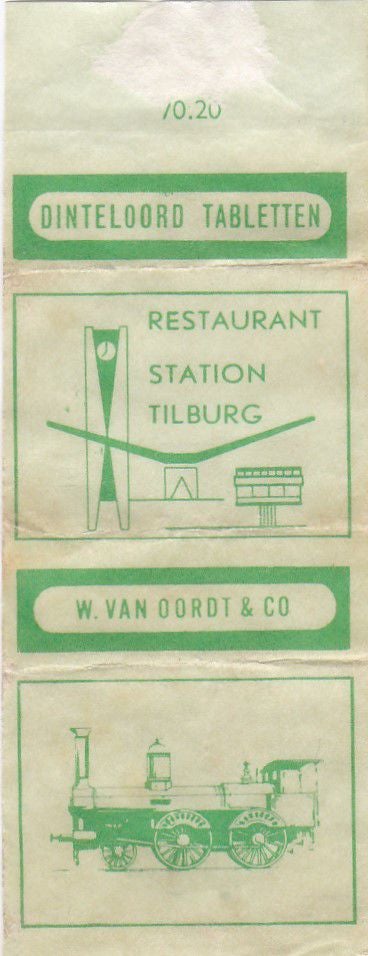 70.20
DINTELOORD TABLETTEN
RESTAURANT
STATION
TILBURG
W. VAN OORDT & CO